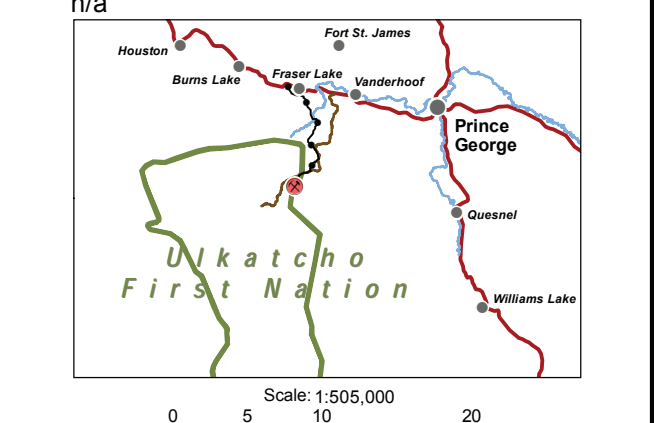 n/a
Fort St. James
Houston
Burns Lake
Fraser Lake
Vanderhoof
Prince
George
Quesnel
Ulkatcho
First Nation
Williams Lake
Scale: 1:505,000
0 5 10 20